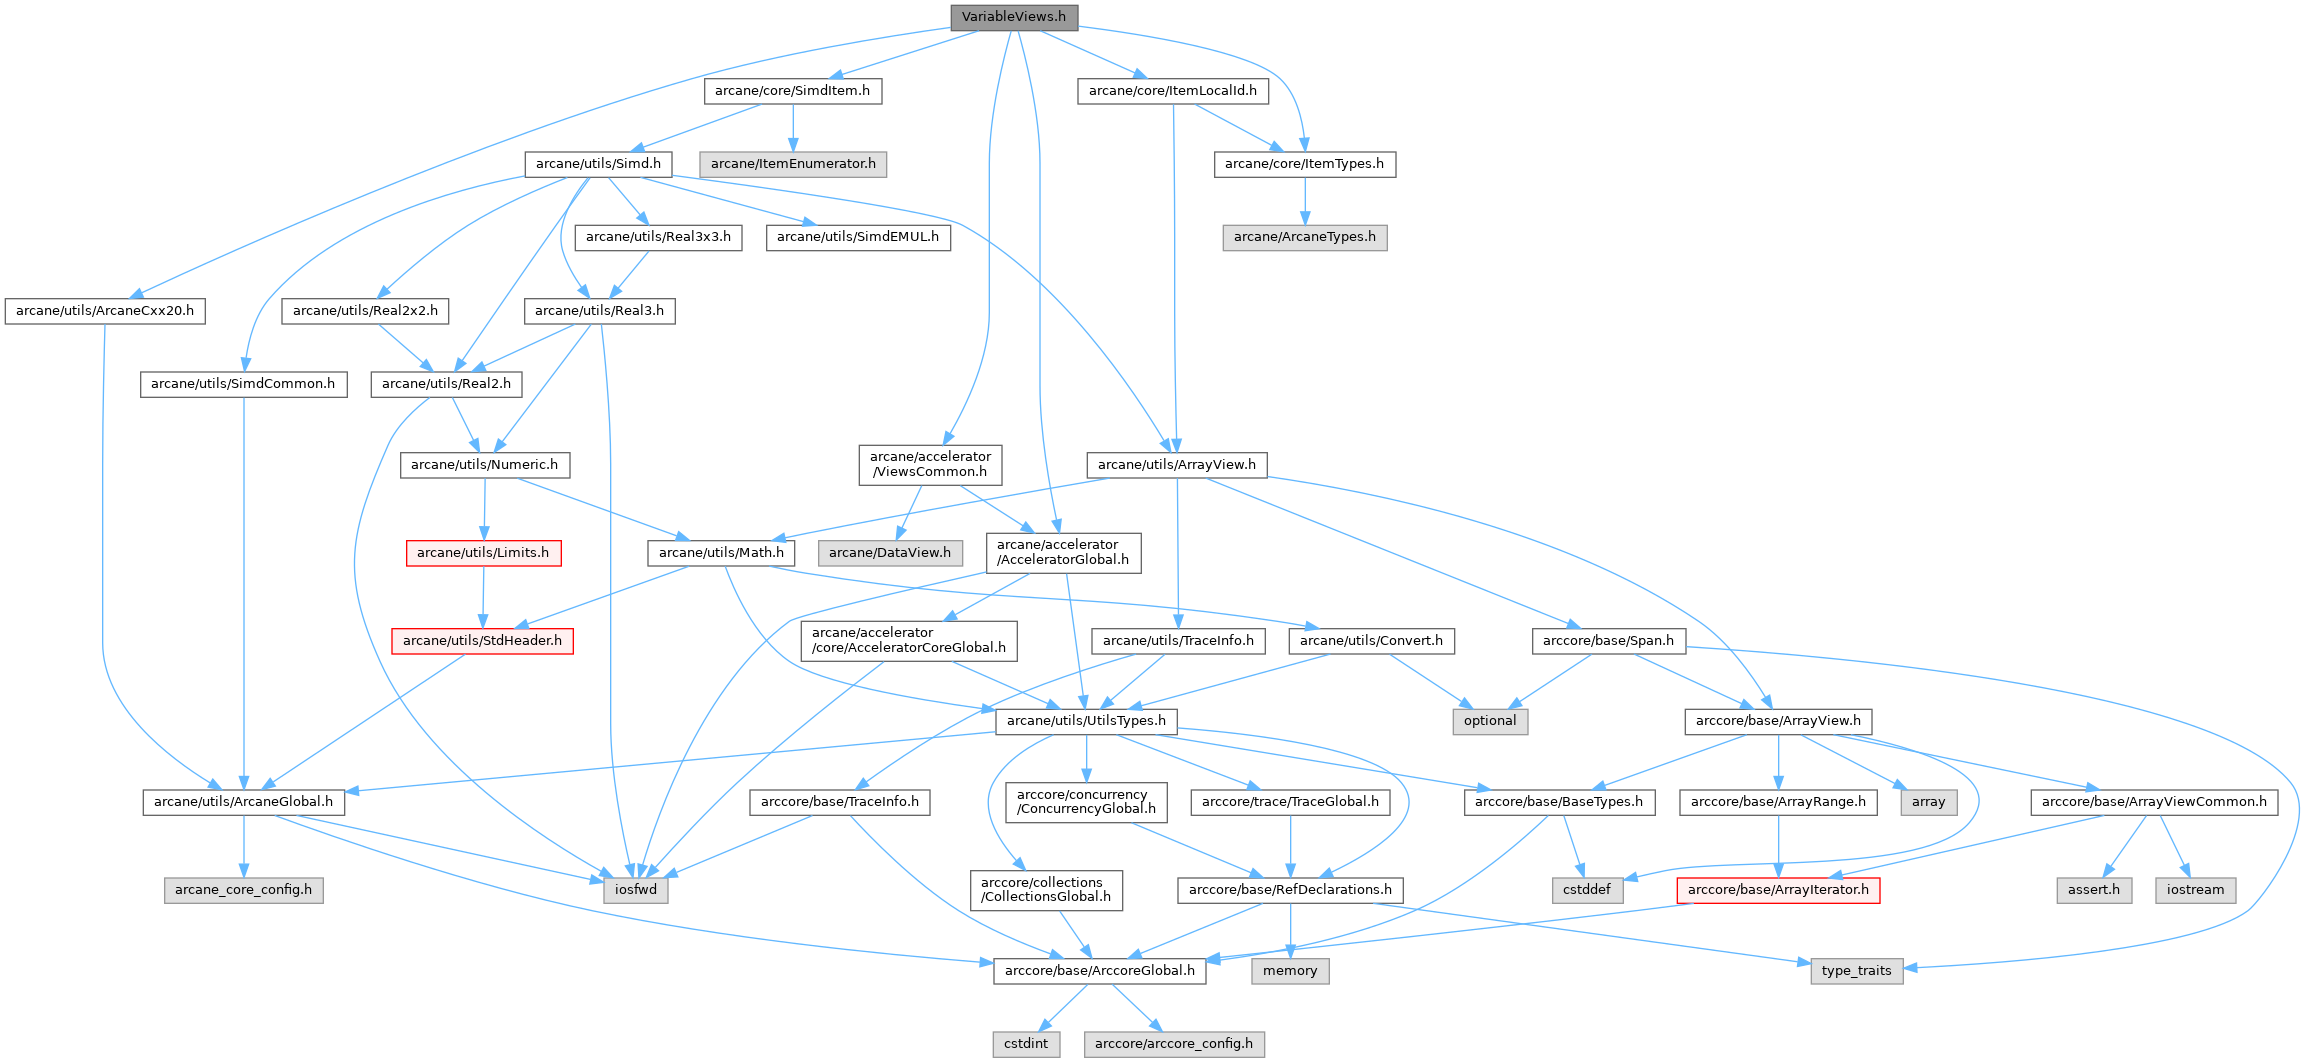 VariableViews.h
arcane/core/SimdItem.h
arcane/core/ItemLocalId.h
arcane/utils/Simd.h
arcane/ItemEnumerator.h
arcane/core/ItemTypes.h
arcane/utils/Real3x3.h
arcane/utils/SimdEMUL.h
arcane/ArcaneTypes.h
arcane/utils/ArcaneCxx20.h
arcane/utils/Real2x2.h
arcane/utils/Real3.h
arcane/utils/SimdCommon.h
arcane/utils/Real2.h
arcane/utils/Numeric.h
arcane/accelerator
/ViewsCommon.h
arcane/utils/ArrayView.h
arcane/utils/Limits.h
arcane/utils/Math.h
arcane/DataView.h
arcane/accelerator
/AcceleratorGlobal.h
arcane/utils/StdHeader.h
arcane/accelerator
/core/AcceleratorCoreGlobal.h
arcane/utils/TraceInfo.h
arcane/utils/Convert.h
arccore/base/Span.h
arcane/utils/UtilsTypes.h
optional
arccore/base/ArrayView.h
arcane/utils/ArcaneGlobal.h
arccore/base/TraceInfo.h
arccore/concurrency
/ConcurrencyGlobal.h
arccore/trace/TraceGlobal.h
arccore/base/BaseTypes.h
arccore/base/ArrayRange.h
array
arccore/base/ArrayViewCommon.h
arcane_core_config.h
iosfwd
arccore/collections
/CollectionsGlobal.h
arccore/base/RefDeclarations.h
cstddef
arccore/base/ArrayIterator.h
assert.h
iostream
arccore/base/ArccoreGlobal.h
memory
type_traits
cstdint
arccore/arccore_config.h